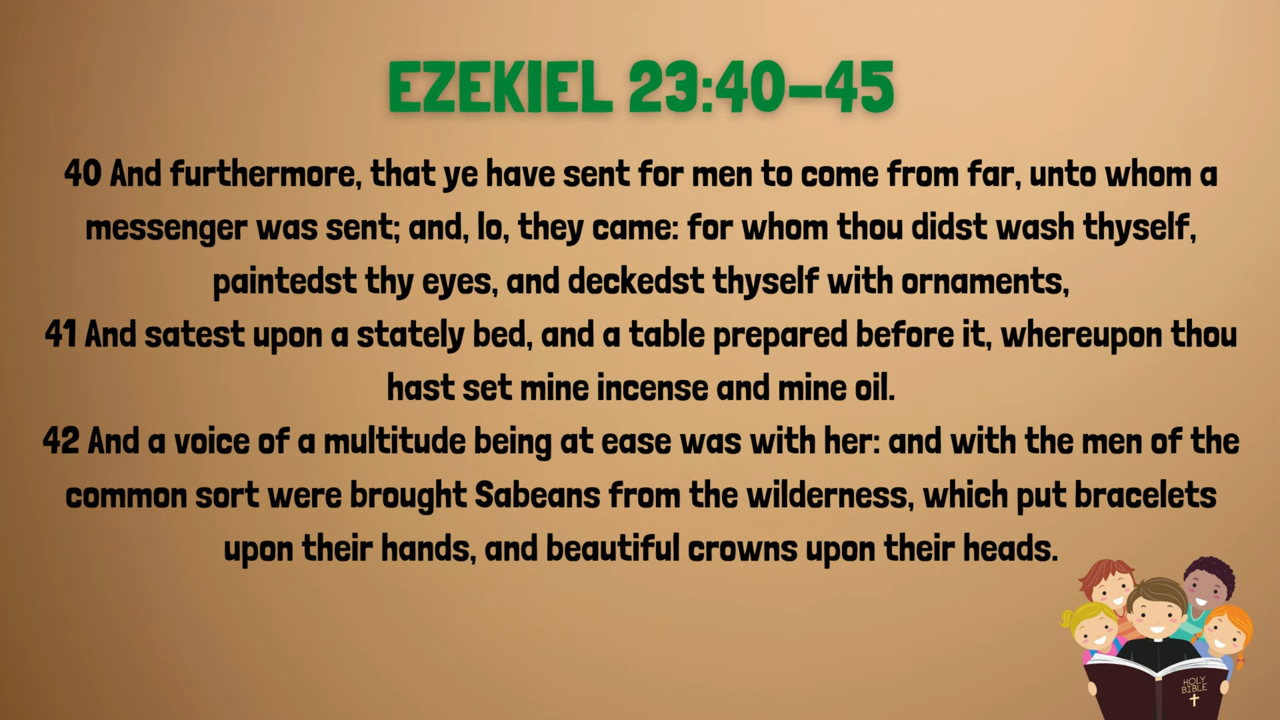 EZEKIEL 23:40–45
40 And furthermore, that ye have sent for men to come from far, unto whom a
messenger was sent; and, lo, they came: for whom thou didst wash thyself,
paintedst thy eyes, and deckedst thyself with ornaments,
41 And satest upon a stately bed, and a table prepared before it, whereupon thou
hast set mine incense and mine oil.
42 And a voice of a multitude being at ease was with her: and with the men of the
common sort were brought Sabeans from the wilderness, which put bracelets
upon their hands, and beautiful crowns upon their heads.
HOLY
BIBLE